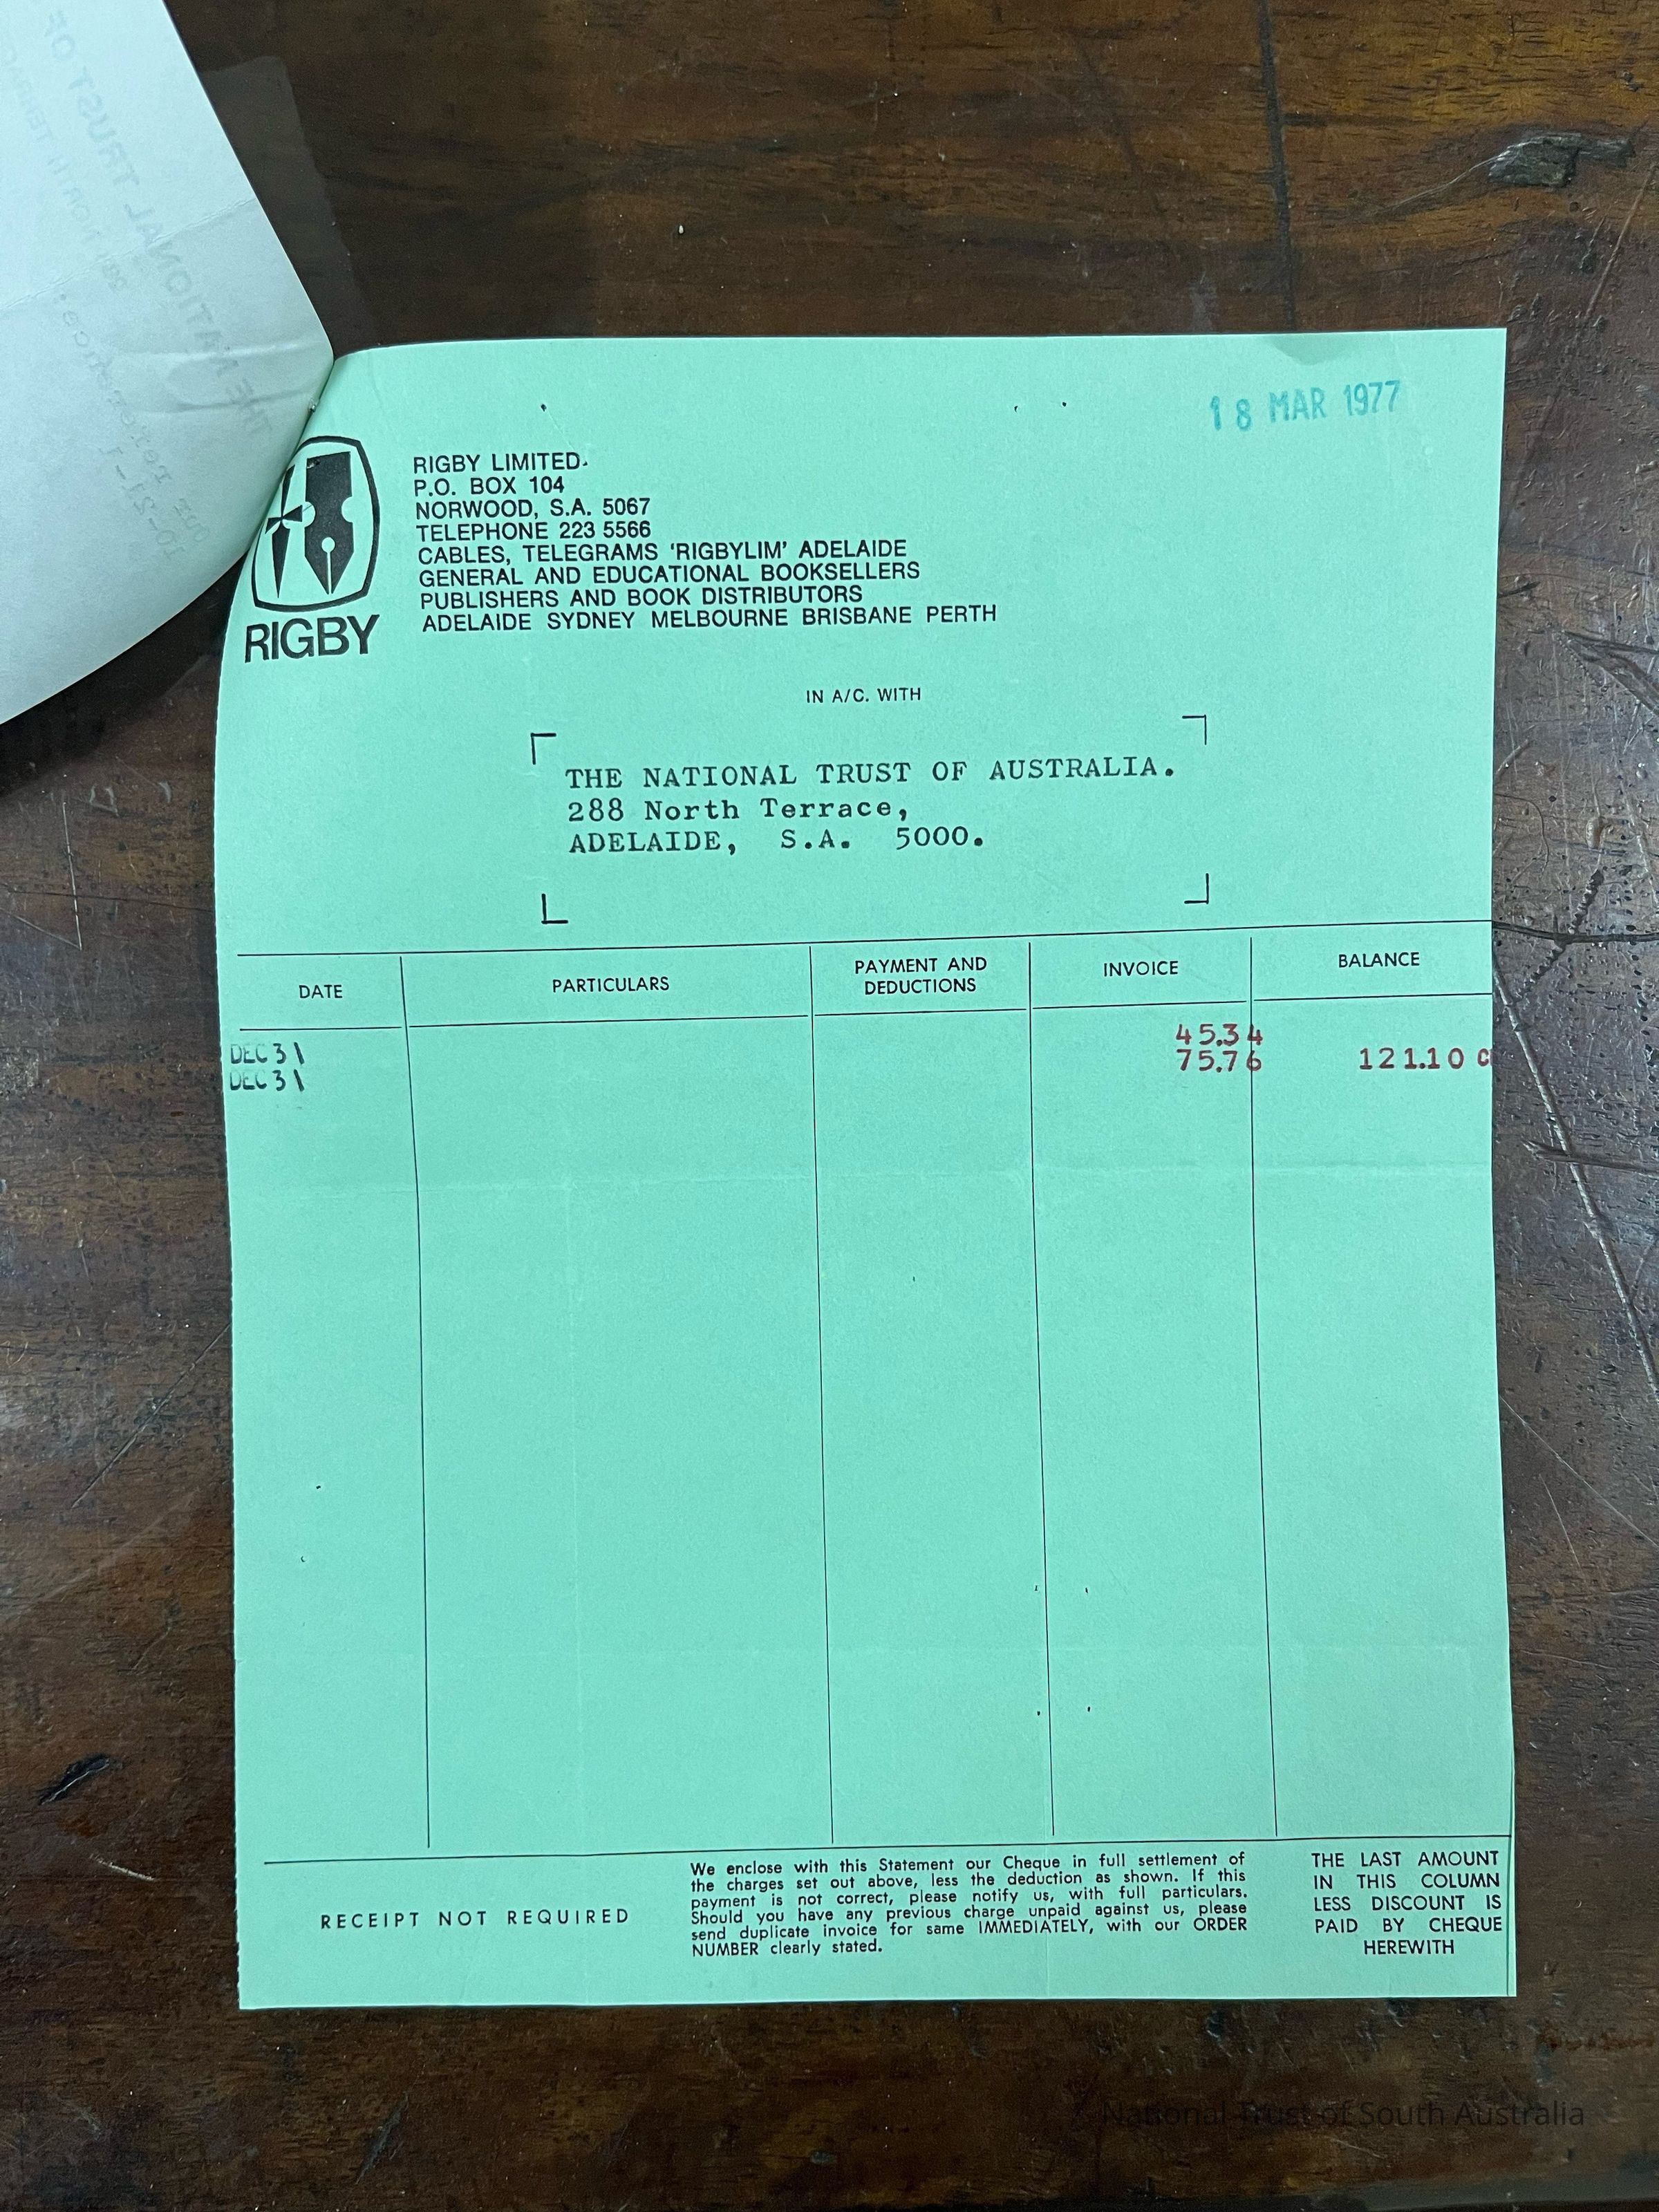 18 MAR 1977
RIGBY LIMITED.
P.O. BOX 104
NORWOOD, S.A. 5067
TELEPHONE 223 5566
CABLES, TELEGRAMS 'RIGBYLIM' ADELAIDE
GENERAL AND EDUCATIONAL BOOKSELLERS
PUBLISHERS AND BOOK DISTRIBUTORS
ADELAIDE SYDNEY MELBOURNE BRISBANE PERTH
RIGBY
IN A/C. WITH
THE NATIONAL TRUST OF AUSTRALIA.
288 North Terrace,
ADELAIDE, S.A. 5000.
DATE PARTICULARS PAYMENT AND DEDUCTIONS INVOICE BALANCE
DEC 31 45.34
DEC 31 75.76 121.10 C
RECEIPT NOT REQUIRED
We enclose with this Statement our Cheque in full settlement of
the charges set out above, less the deduction as shown. If this
payment is not correct, please notify us, with full particulars.
Should you have any previous charge unpaid against us, please
send duplicate invoice for same IMMEDIATELY, with our ORDER
NUMBER clearly stated.
THE LAST AMOUNT
IN THIS COLUMN
LESS DISCOUNT IS
PAID BY CHEQUE
HEREWITH
THE NATIONAL TRUST OF
National Trust of South Australia